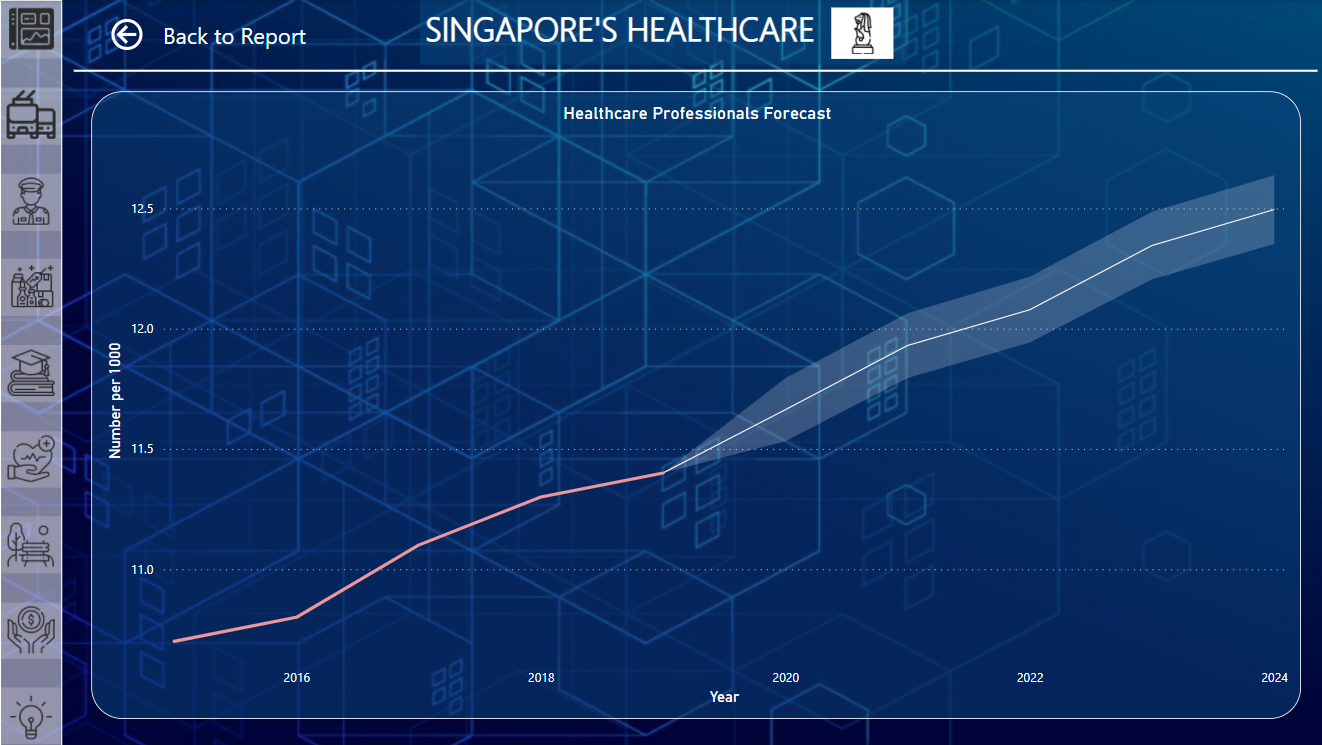 SINGAPORE'S HEALTHCARE
Back to Report
Healthcare Professionals Forecast
12.5
12.0
11.5
11.0
Number per 1000
2016 2018 2020 2022 2024
Year